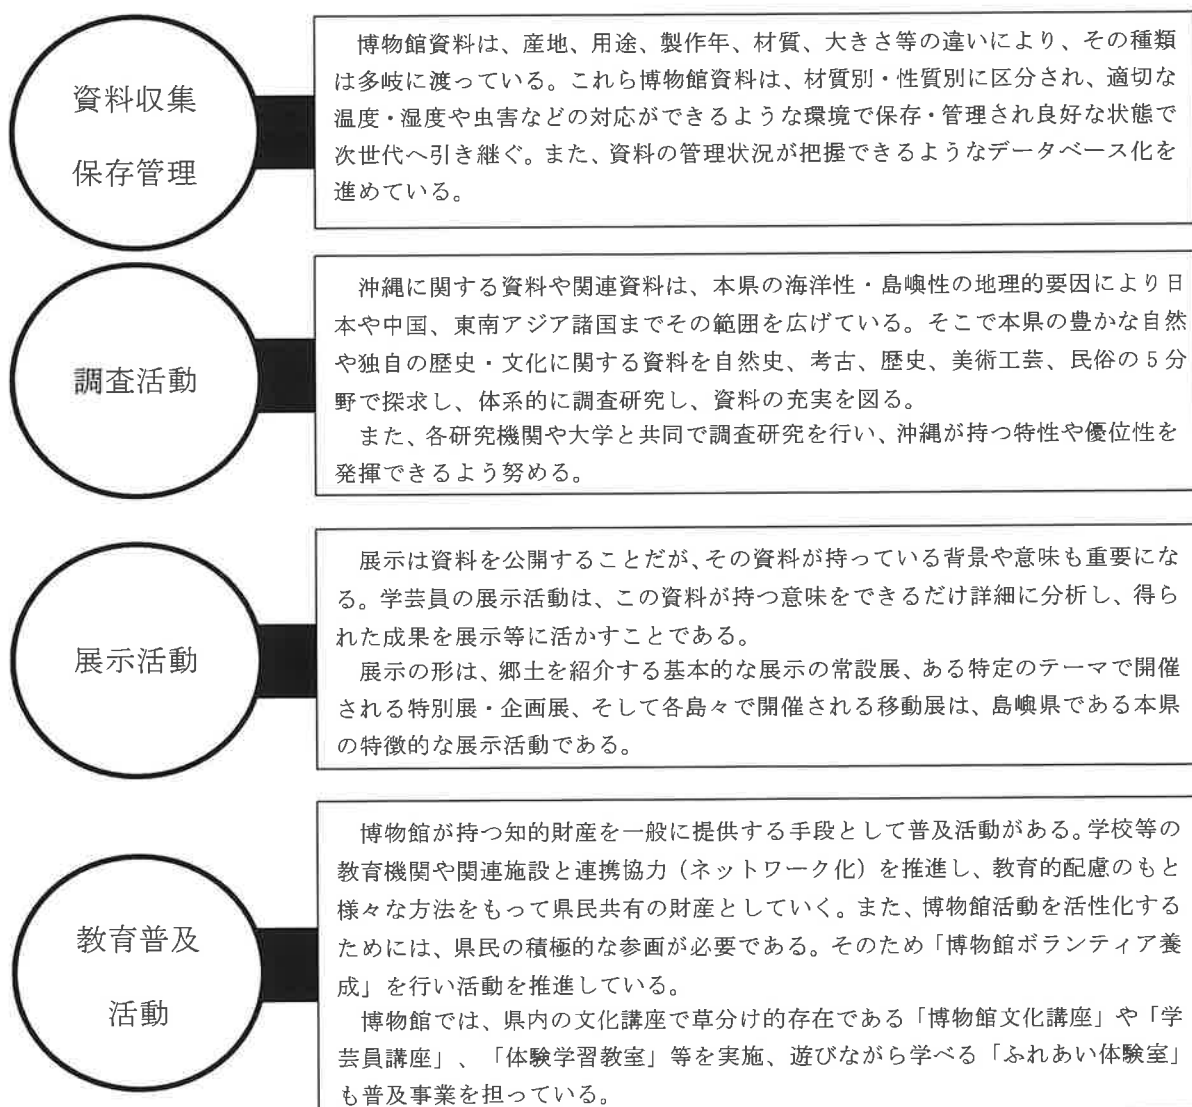 資料収集
保存管理
博物館資料は、産地、用途、製作年、材質、大きさ等の違いにより、その種類
は多岐に渡っている。これら博物館資料は、材質別・性質別に区分され、適切な
温度・湿度や虫害などの対応ができるような環境で保存・管理され良好な状態で
次世代へ引き継ぐ。また、資料の管理状況が把握できるようなデータベース化を
進めている。
調査活動
沖縄に関する資料や関連資料は、本県の海洋性・島嶼性の地理的要因により日
本や中国、東南アジア諸国までその範囲を広げている。そこで本県の豊かな自然
や独自の歴史・文化に関する資料を自然史、考古、歴史、美術工芸、民俗の5分
野で探求し、体系的に調査研究し、資料の充実を図る。
また、各研究機関や大学と共同で調査研究を行い、沖縄が持つ特性や優位性を
発揮できるよう努める。
展示活動
展示は資料を公開することだが、その資料が持っている背景や意味も重要にな
る。学芸員の展示活動は、この資料が持つ意味をできるだけ詳細に分析し、得ら
れた成果を展示等に活かすことである。
展示の形は、郷土を紹介する基本的な展示の常設展、ある特定のテーマで開催
される特別展・企画展、そして各島々で開催される移動展は、島嶼県である本県
の特徴的な展示活動である。
教育普及
活動
博物館が持つ知的財産を一般に提供する手段として普及活動がある。学校等の
教育機関や関連施設と連携協力（ネットワーク化）を推進し、教育的配慮のもと
様々な方法をもって県民共有の財産としていく。また、博物館活動を活性化する
ためには、県民の積極的な参画が必要である。そのため「博物館ボランティア養
成」を行い活動を推進している。
博物館では、県内の文化講座で草分け的存在である「博物館文化講座」や「学
芸員講座」、「体験学習教室」等を実施、遊びながら学べる「ふれあい体験室」
も普及事業を担っている。